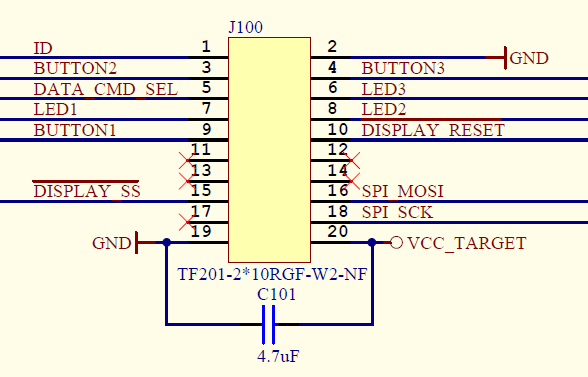 J100
ID 1 2 GND
BUTTON2 3 4 BUTTON3
DATA_CMD_SEL 5 6 LED3
LED1 7 8 LED2
BUTTON1 9 10 DISPLAY_RESET
11 12
13 14
DISPLAY_SS 15 16 SPI_MOSI
17 18 SPI_SCK
GND 19 20 VCC_TARGET
TF201-2*10RGF-W2-NF
C101
4.7uF